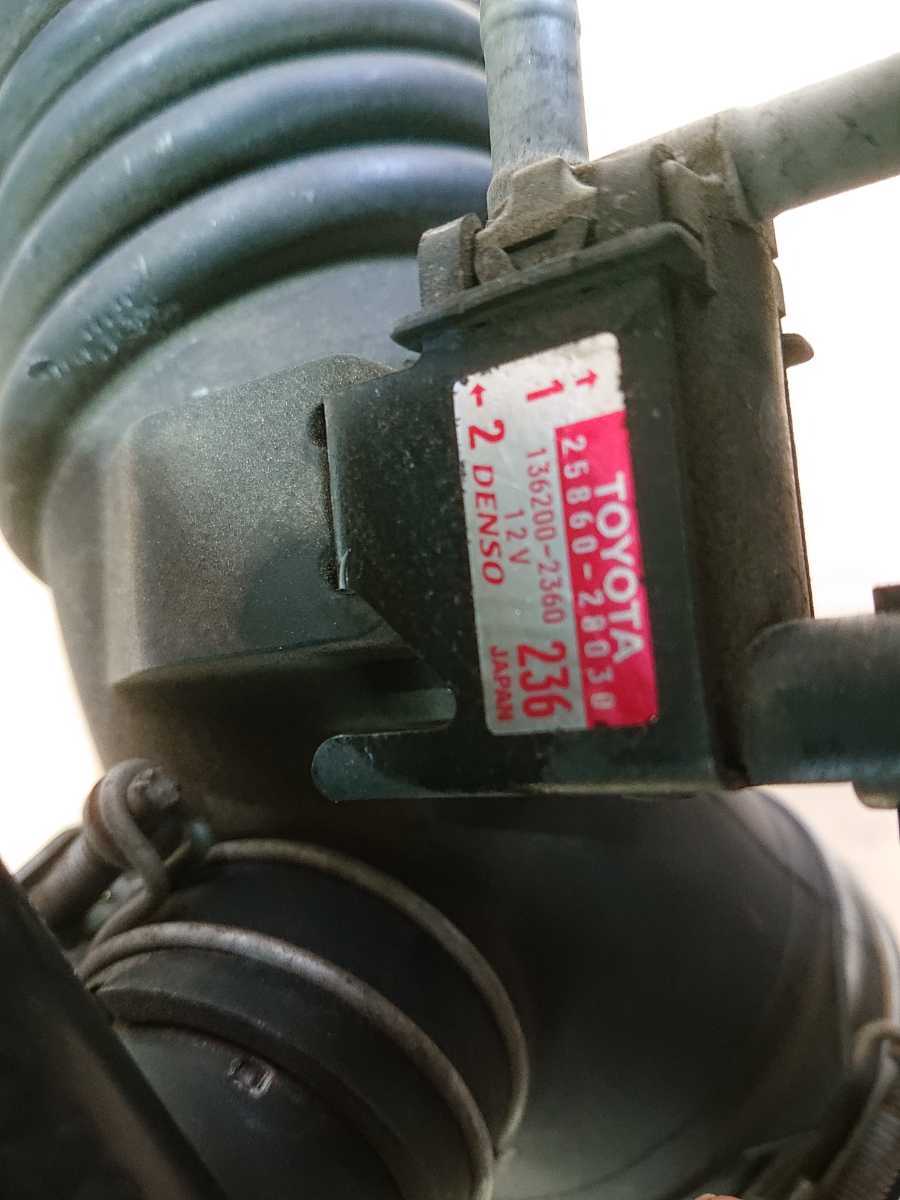 TOYOTA
25860-28030
↑
1
136200-2360 236
12V
← 2 DENSO JAPAN